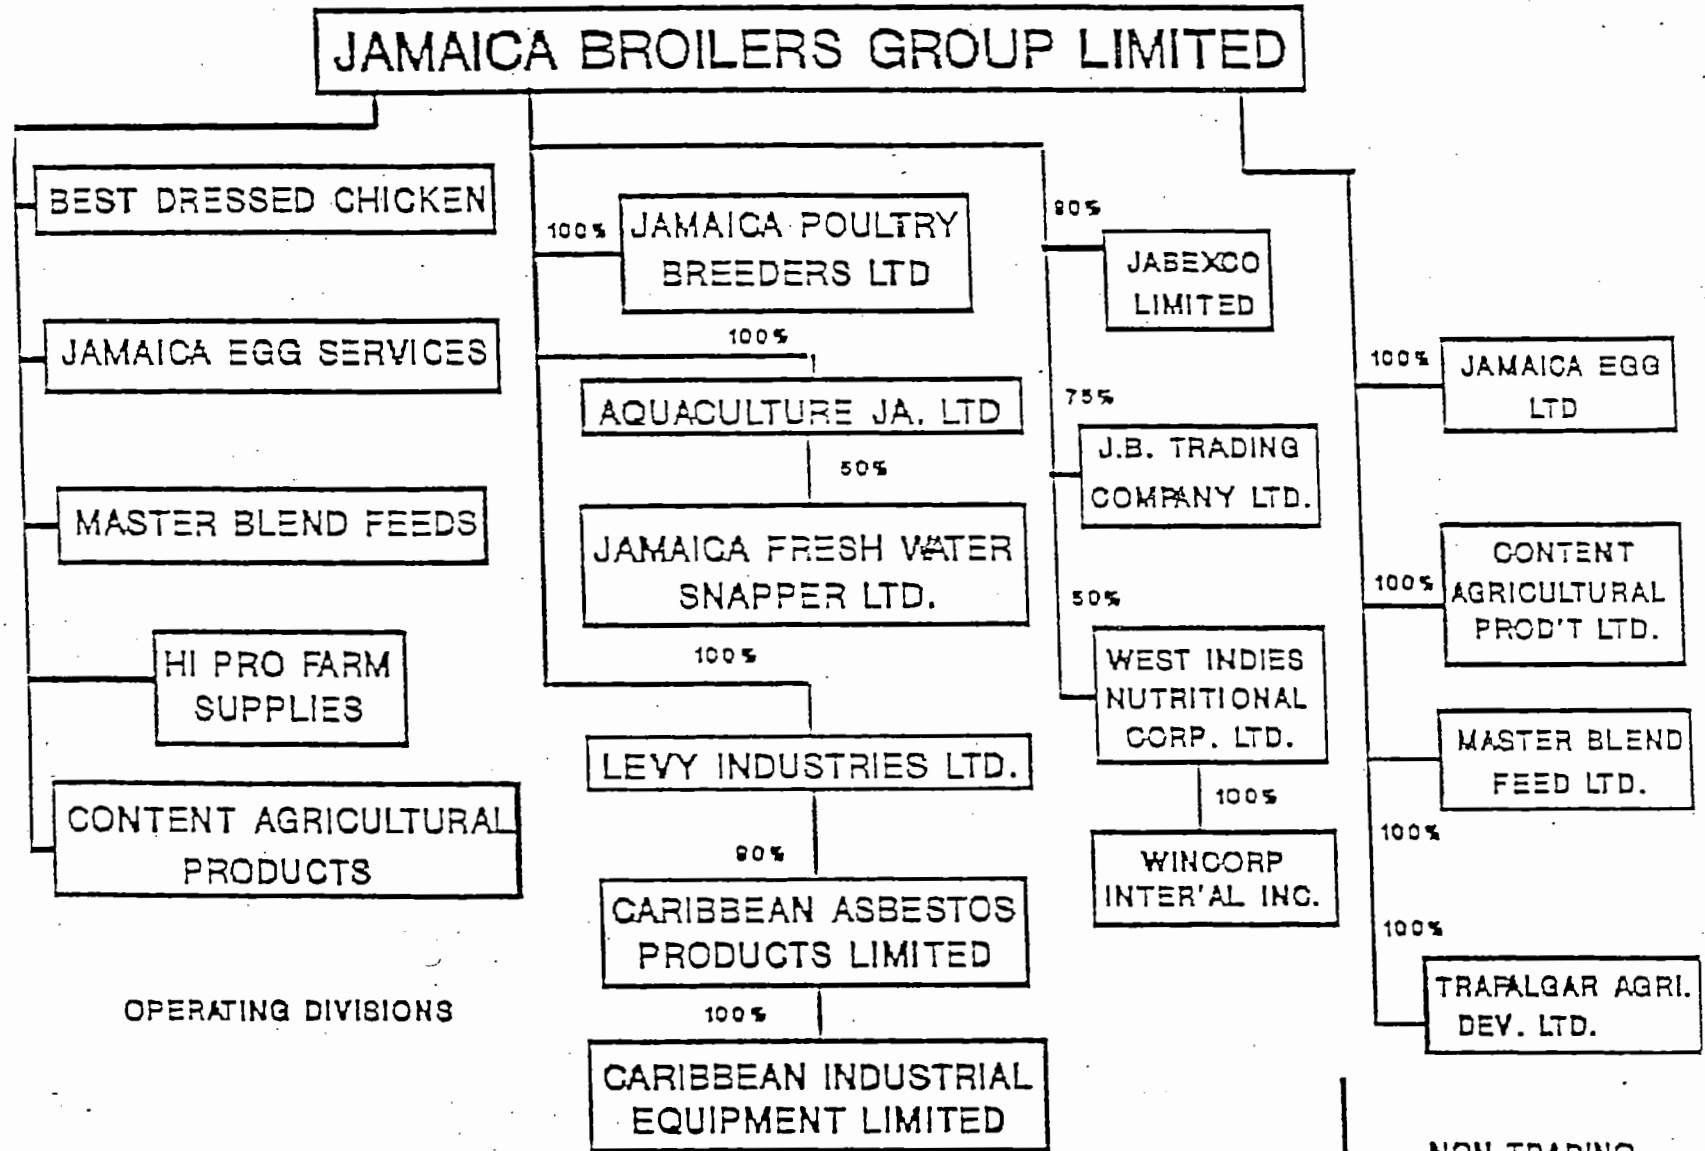 JAMAICA BROILERS GROUP LIMITED
BEST DRESSED CHICKEN
JAMAICA EGG SERVICES
MASTER BLEND FEEDS
HI PRO FARM
SUPPLIES
CONTENT AGRICULTURAL
PRODUCTS
OPERATING DIVISIONS
100%
JAMAICA POULTRY
BREEDERS LTD
100%
AQUACULTURE JA. LTD
50%
JAMAICA FRESH WATER
SNAPPER LTD.
100%
LEVY INDUSTRIES LTD.
90%
CARIBBEAN ASBESTOS
PRODUCTS LIMITED
100%
CARIBBEAN INDUSTRIAL
EQUIPMENT LIMITED
90%
JABEXCO
LIMITED
75%
J.B. TRADING
COMPANY LTD.
50%
WEST INDIES
NUTRITIONAL
CORP. LTD.
100%
WINCORP
INTER'AL INC.
100%
JAMAICA EGG
LTD
100%
CONTENT
AGRICULTURAL
PROD'T LTD.
MASTER BLEND
FEED LTD.
100%
100%
TRAFALGAR AGRI.
DEV. LTD.
NON TRADING